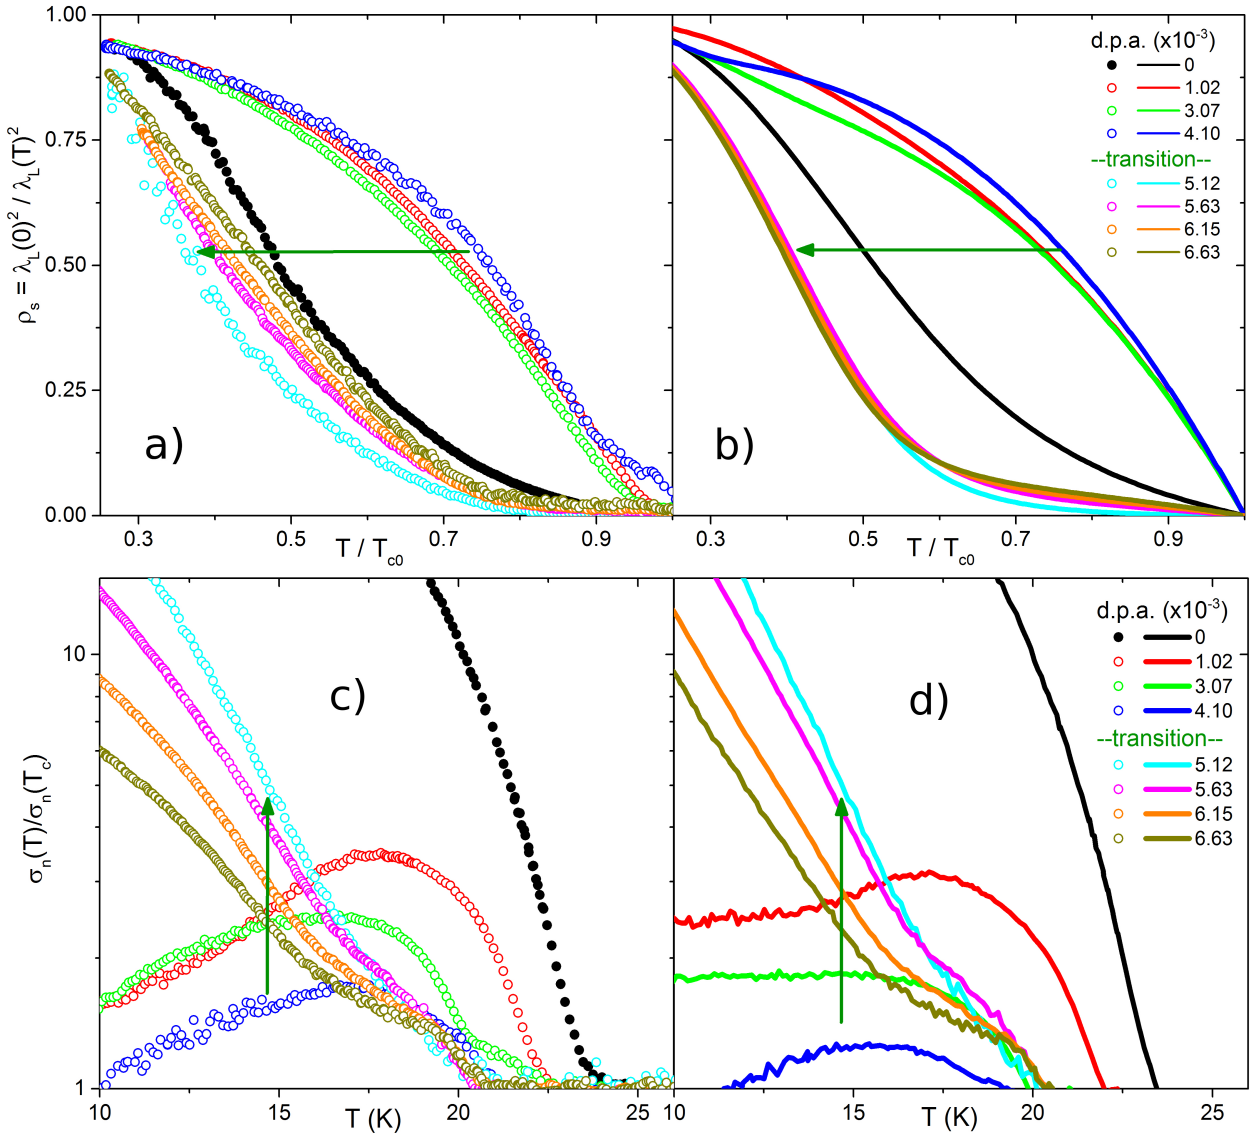 1.00
0.75
0.50
0.25
0.00
ρs = λL(0)² / λL(T)²
a)
0.3
0.5
0.7
0.9
T / Tc0
b)
d.p.a. (x10⁻³)
0
1.02
3.07
4.10
--transition--
5.12
5.63
6.15
6.63
0.3
0.5
0.7
0.9
T / Tc0
10
1
σn(T)/σn(Tc)
c)
10
15
20
25
T (K)
d)
d.p.a. (x10⁻³)
0
1.02
3.07
4.10
--transition--
5.12
5.63
6.15
6.63
10
15
20
25
T (K)